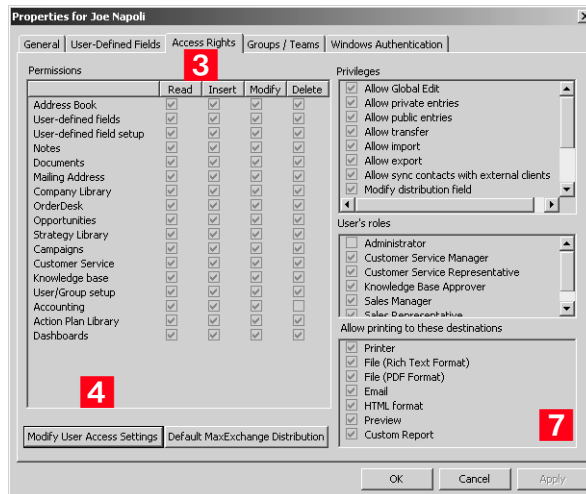 Properties for Joe Napoli
General User-Defined Fields Access Rights Groups / Teams Windows Authentication
3
Permissions
Read Insert Modify Delete
Address Book
User-defined fields
User-defined field setup
Notes
Documents
Mailing Address
Company Library
OrderDesk
Opportunities
Strategy Library
Campaigns
Customer Service
Knowledge base
User/Group setup
Accounting
Action Plan Library
Dashboards
4
Modify User Access Settings Default MaxExchange Distribution
Privileges
Allow Global Edit
Allow private entries
Allow public entries
Allow transfer
Allow import
Allow export
Allow sync contacts with external clients
Modify distribution field
User's roles
Administrator
Customer Service Manager
Customer Service Representative
Knowledge Base Approver
Sales Manager
Sales Representative
Allow printing to these destinations
Printer
File (Rich Text Format)
File (PDF Format)
Email
HTML format
Preview
Custom Report
7
OK Cancel Apply